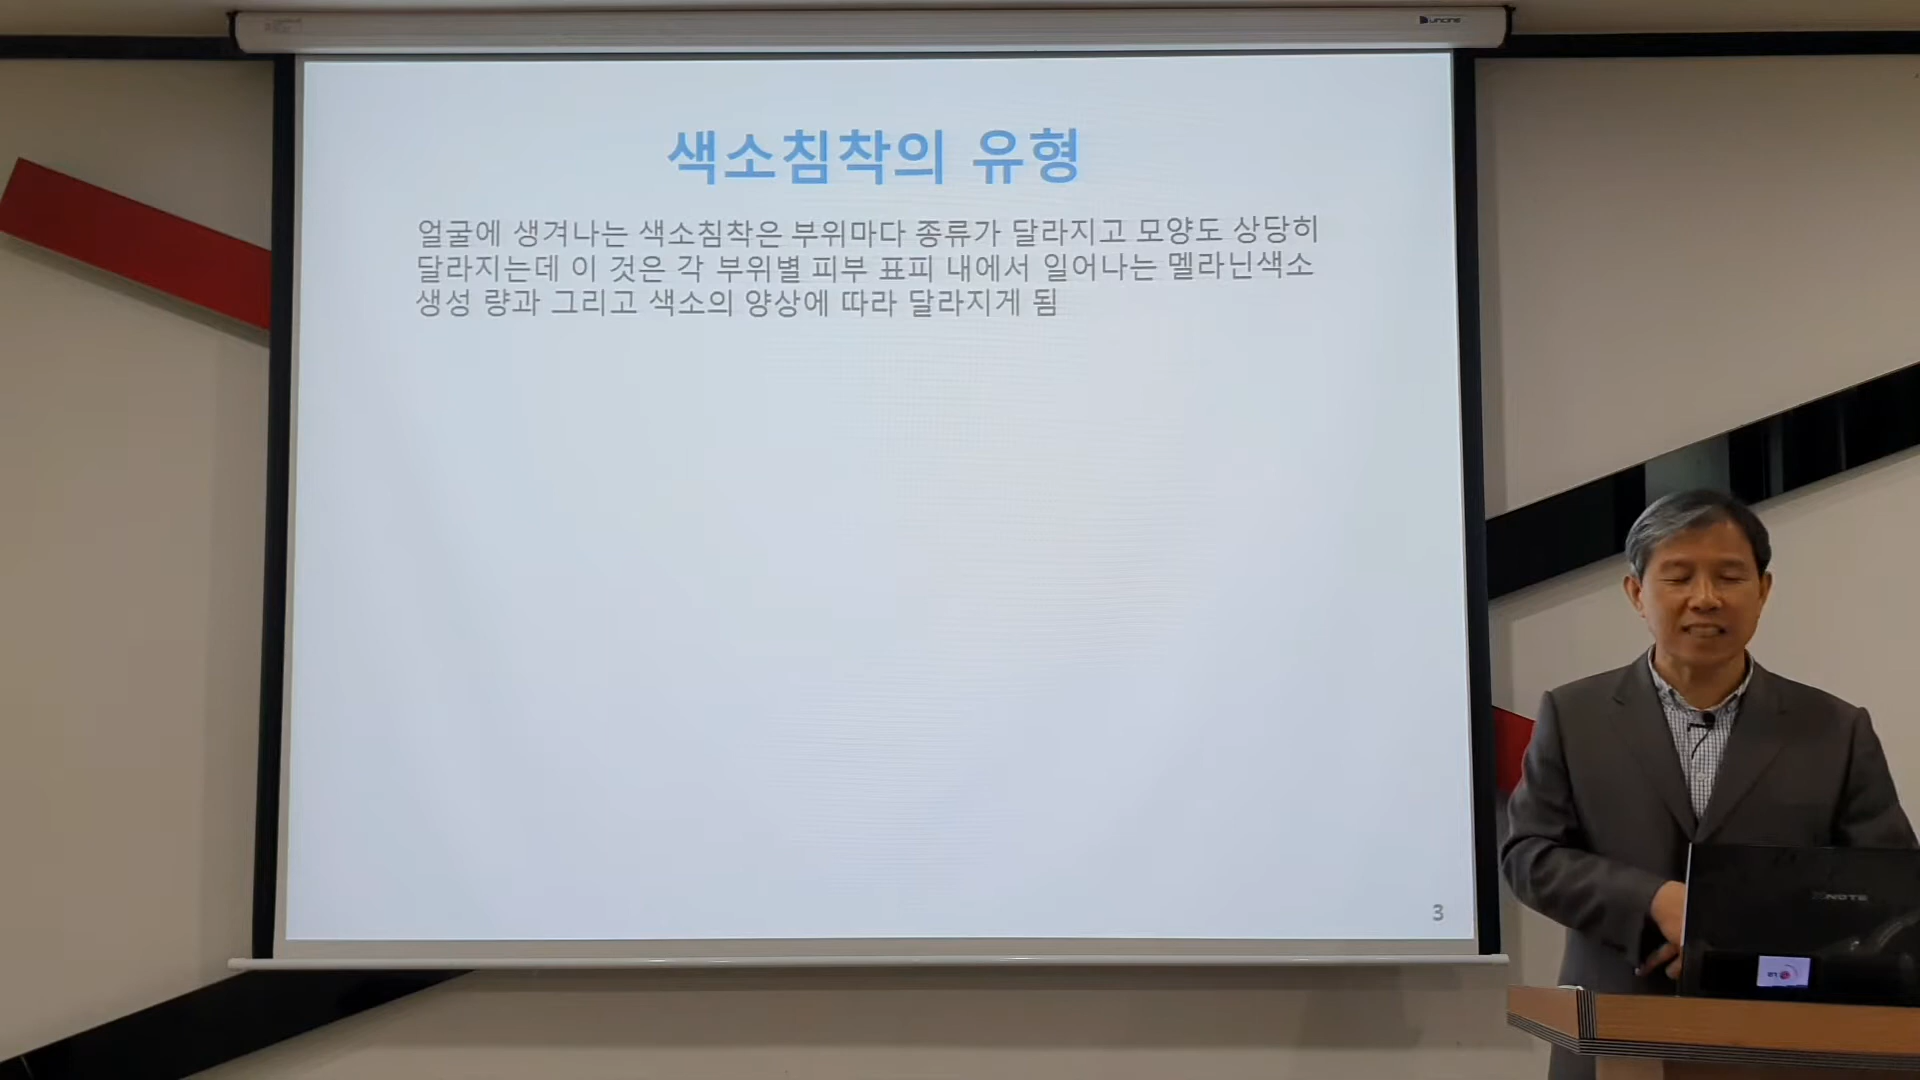 색소침착의 유형
얼굴에 생겨나는 색소침착은 부위마다 종류가 달라지고 모양도 상당히
달라지는데 이 것은 각 부위별 피부 표피 내에서 일어나는 멜라닌색소
생성 량과 그리고 색소의 양상에 따라 달라지게 됨
3
XNOTE